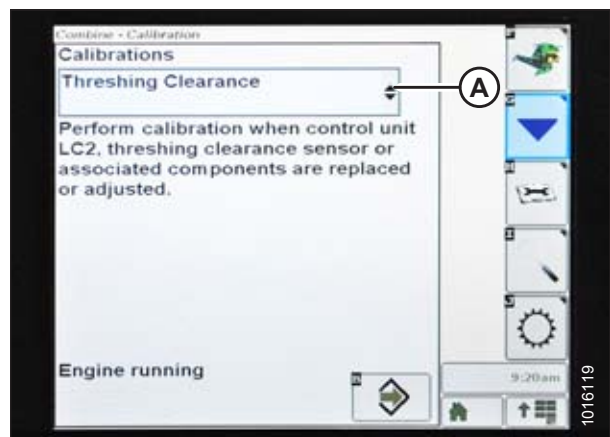 Combine - Calibration
Calibrations
Threshing Clearance
A
Perform calibration when control unit
LC2, threshing clearance sensor or
associated components are replaced
or adjusted.
Engine running
9:20am
1016119